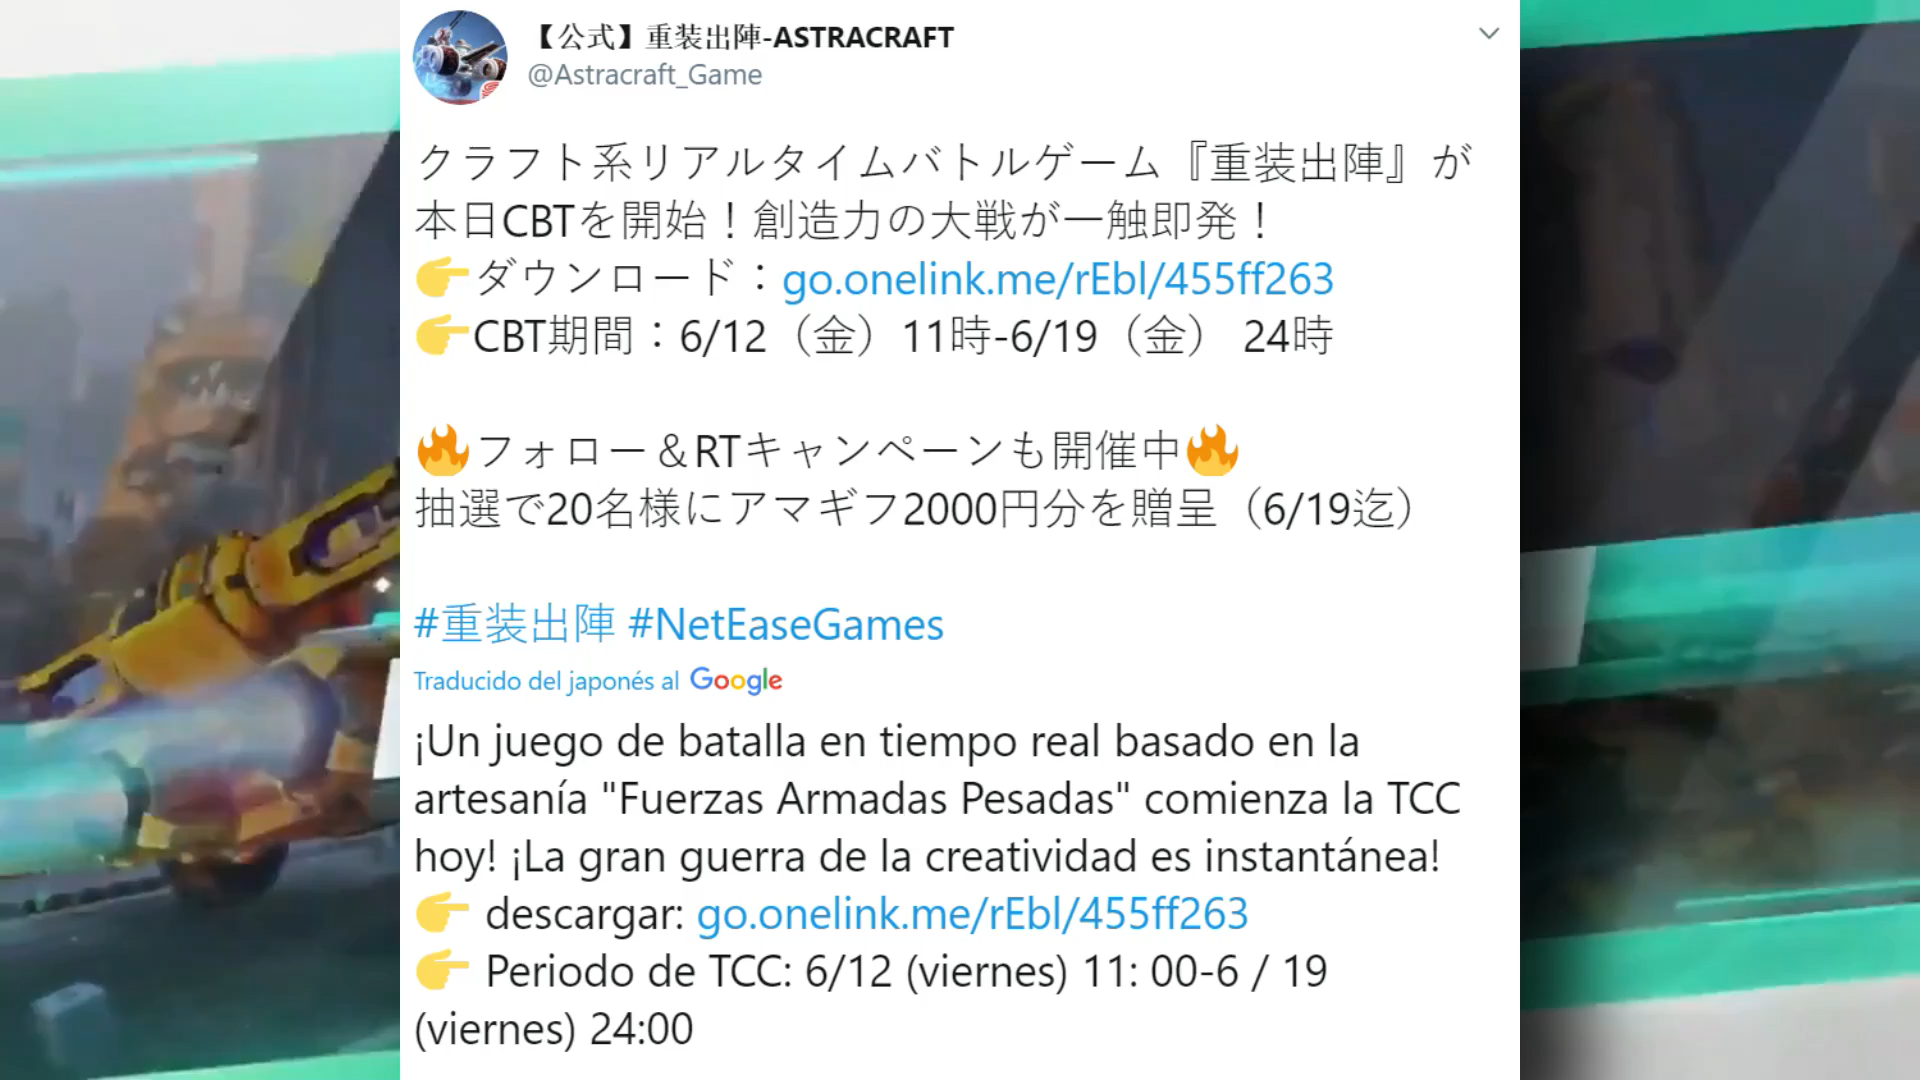 【公式】重装出陣-ASTRACRAFT
@Astracraft_Game
クラフト系リアルタイムバトルゲーム『重装出陣』が
本日CBTを開始！創造力の大戦が一触即発！
👉ダウンロード：go.onelink.me/rEbl/455ff263
👉CBT期間：6/12（金）11時-6/19（金） 24時
🔥フォロー＆RTキャンペーンも開催中🔥
抽選で20名様にアマギフ2000円分を贈呈（6/19迄）
#重装出陣 #NetEaseGames
Traducido del japonés al Google
¡Un juego de batalla en tiempo real basado en la
artesanía "Fuerzas Armadas Pesadas" comienza la TCC
hoy! ¡La gran guerra de la creatividad es instantánea!
👉 descargar: go.onelink.me/rEbl/455ff263
👉 Periodo de TCC: 6/12 (viernes) 11: 00-6 / 19
(viernes) 24:00